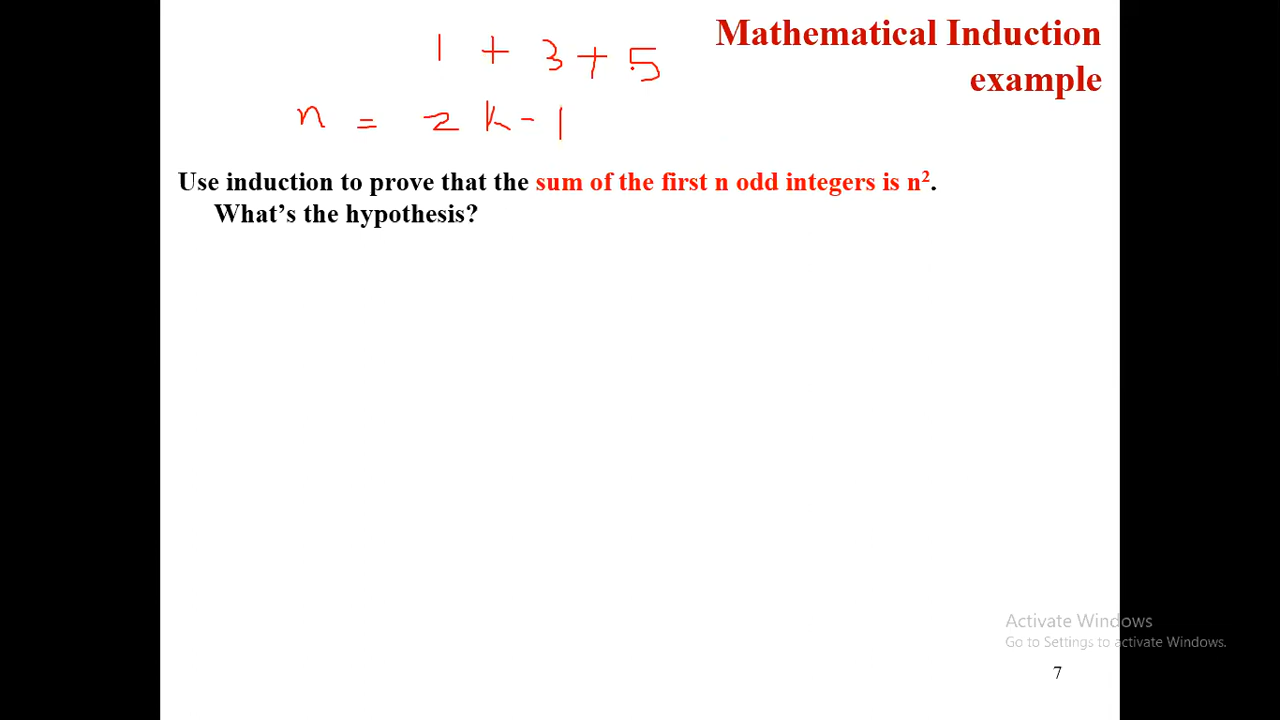 1 + 3 + 5
n = 2 k - 1
Mathematical Induction
example
Use induction to prove that the sum of the first n odd integers is n².
What’s the hypothesis?
Activate Windows
Go to Settings to activate Windows.
7